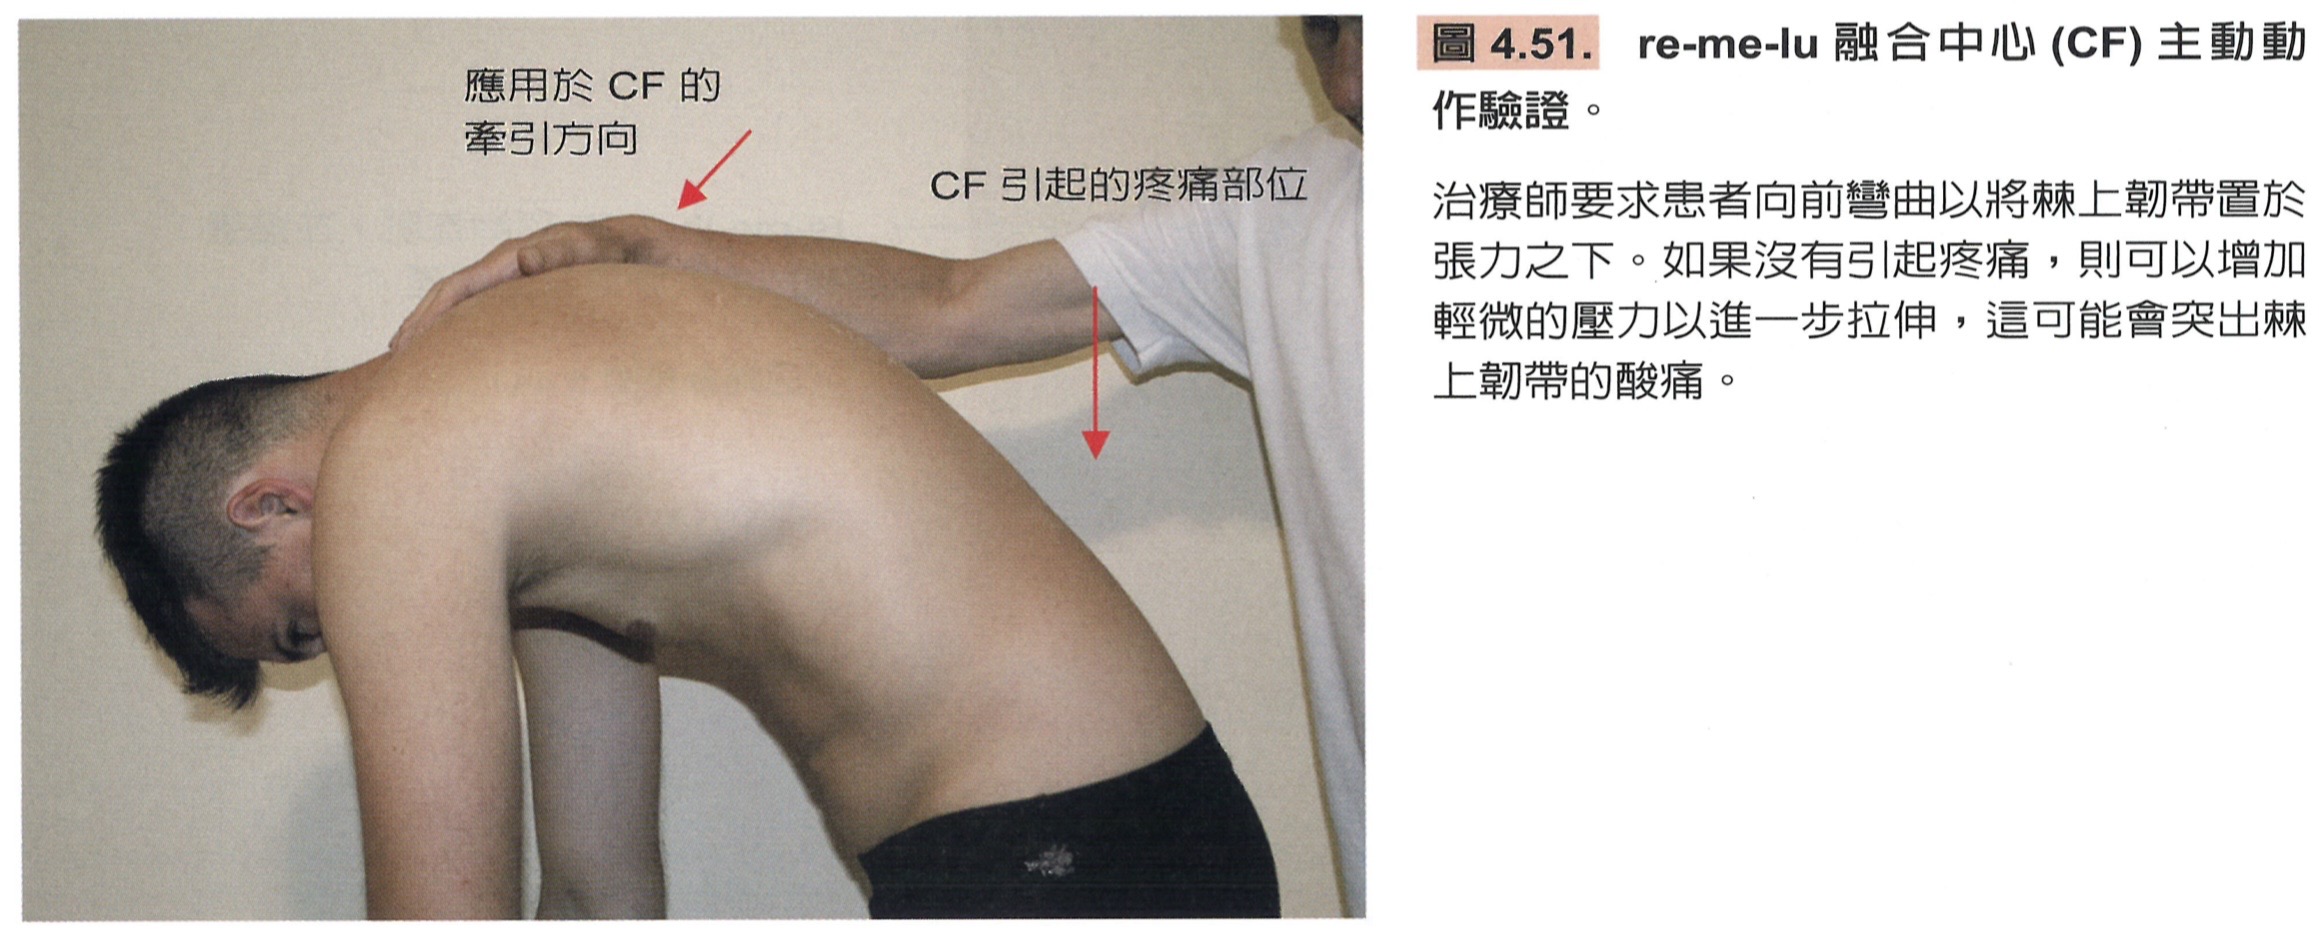 應用於 CF 的
牽引方向
CF 引起的疼痛部位
圖 4.51. re-me-lu 融合中心 (CF) 主動動
作驗證。
治療師要求患者向前彎曲以將棘上韌帶置於
張力之下。如果沒有引起疼痛，則可以增加
輕微的壓力以進一步拉伸，這可能會突出棘
上韌帶的酸痛。